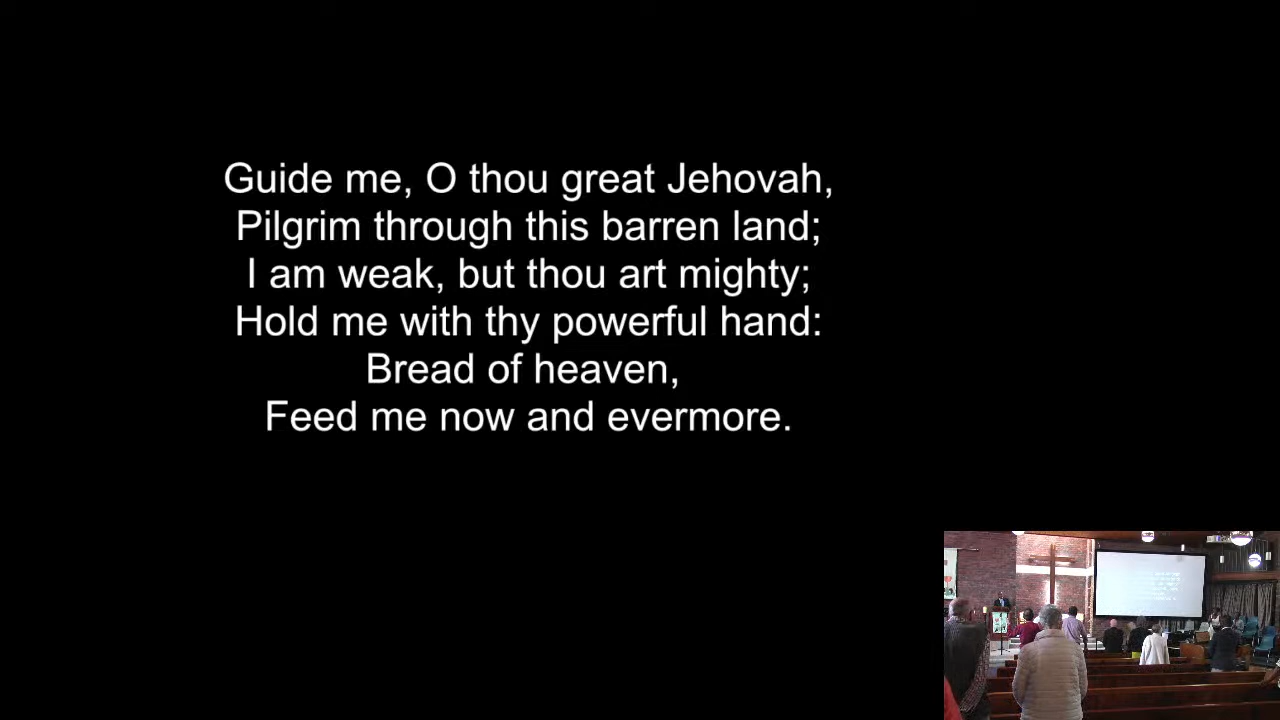 Guide me, O thou great Jehovah,
Pilgrim through this barren land;
I am weak, but thou art mighty;
Hold me with thy powerful hand:
Bread of heaven,
Feed me now and evermore.